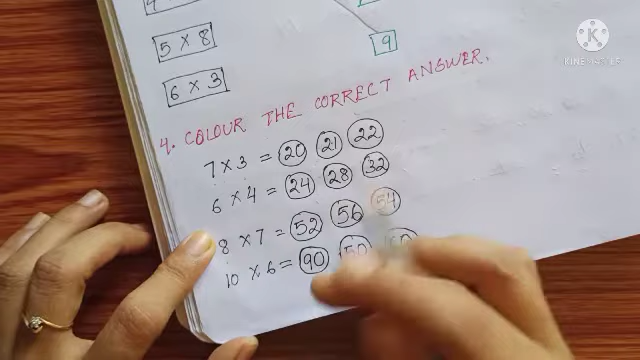 5 x 8
9
6 x 3
4. COLOUR THE CORRECT ANSWER.
7 x 3 = 20 21 22
6 x 4 = 24 28 32
8 x 7 = 52 56 54
10 x 6 = 90 50
KINEMASTER